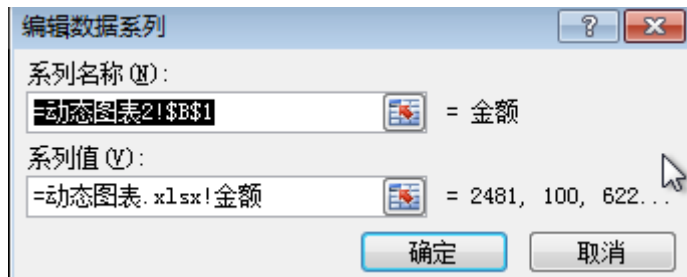 编辑数据系列
系列名称(N):
=动态图表2!$B$1 = 金额
系列值(V):
=动态图表.xlsx!金额 = 2481, 100, 622...
确定 取消